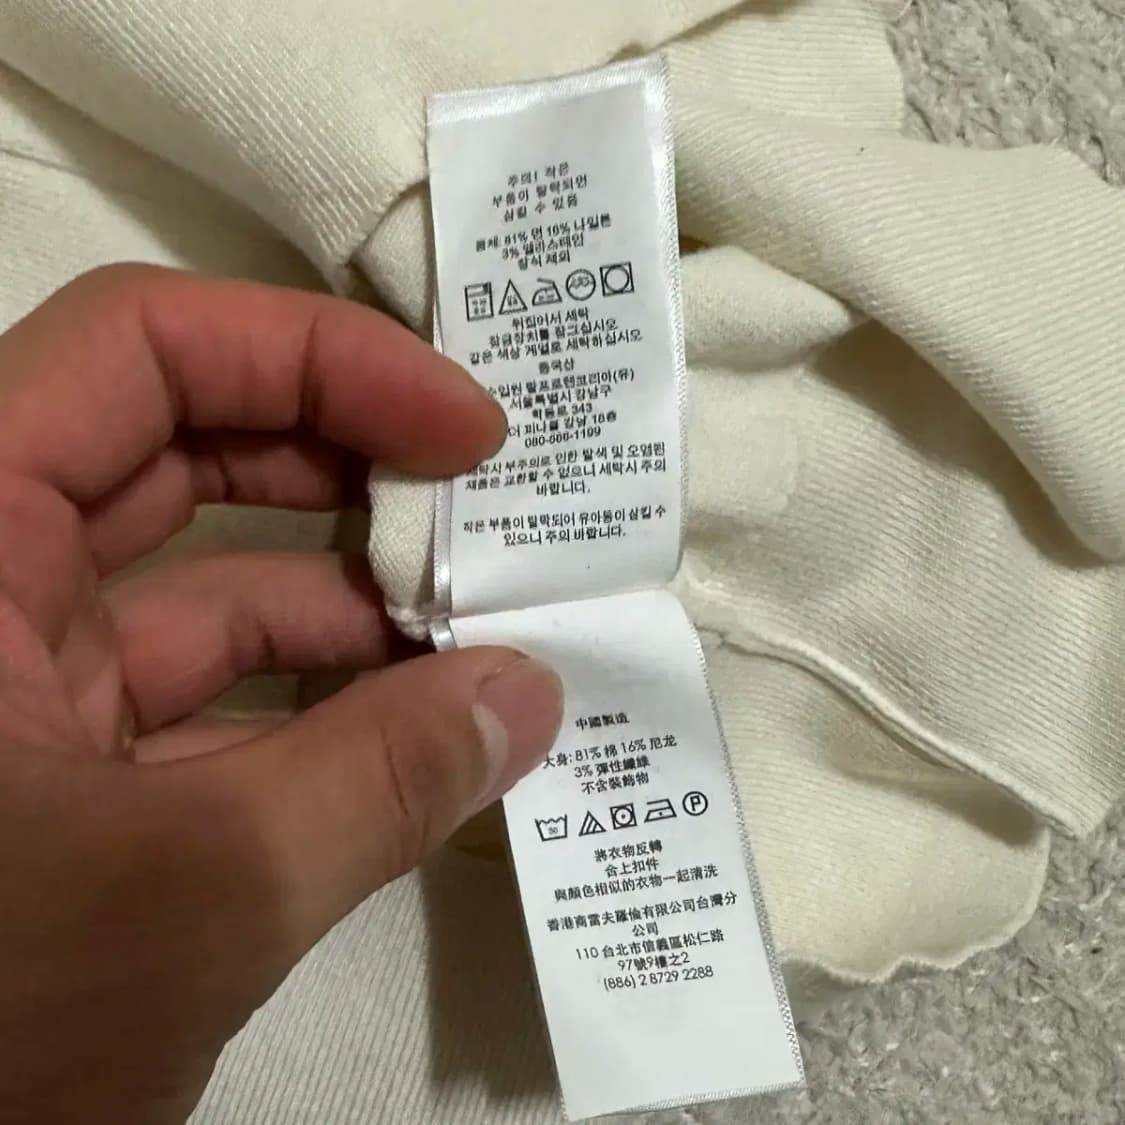 주의! 작은
부품이 탈락되면
삼킬 수 있음
몸체: 81% 면 16% 나일론
3% 엘라스테인
장식 제외
뒤집어서 세탁
잠금장치를 잠그십시오
같은 색상 계열로 세탁하십시오
중국산
수입원 랄프로렌코리아(유)
서울특별시 강남구
학동로 343
더 피나클 강남 18층
080-606-1199
세탁시 부주의로 인한 탈색 및 오염된
제품은 교환할 수 없으니 세탁시 주의
바랍니다.
작은 부품이 탈락되어 유아동이 삼킬 수
있으니 주의 바랍니다.
中國製造
大身: 81% 棉 16% 尼龙
3% 彈性纖維
不含裝飾物
30
P
將衣物反轉
合上扣件
與顏色相似的衣物一起清洗
香港商雷夫羅倫有限公司台灣分
公司
110 台北市信義區松仁路
97號9樓之2
(886) 2 8729 2288